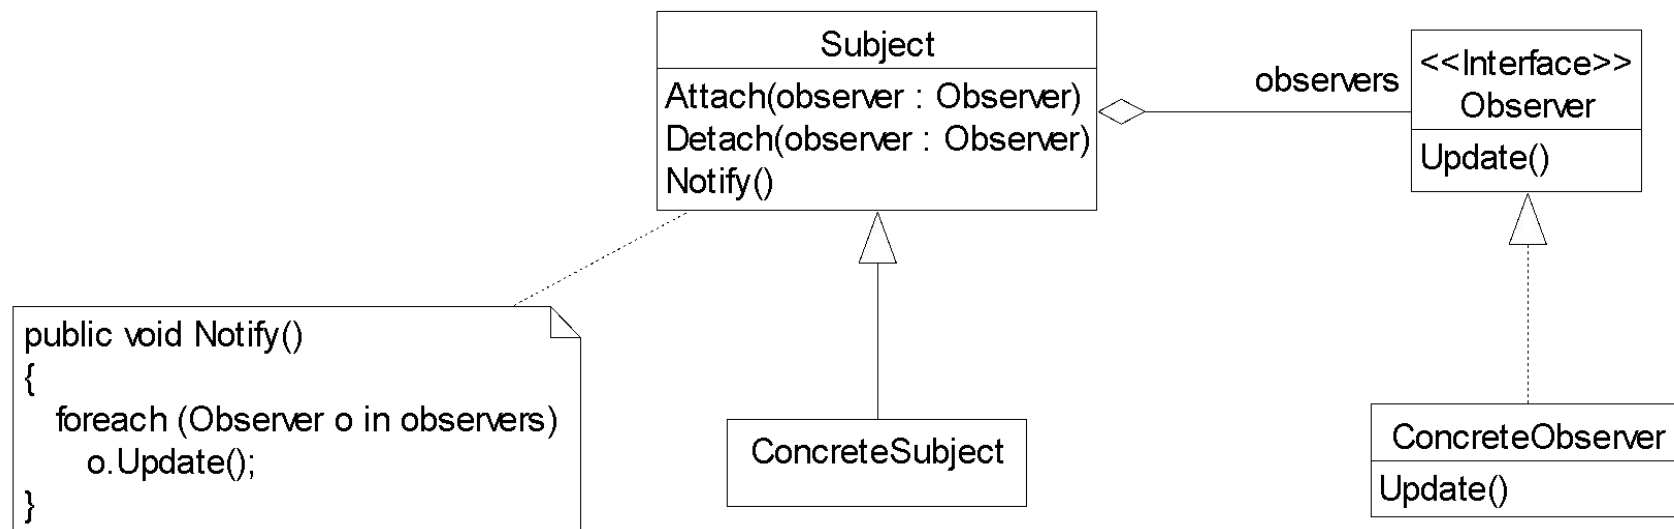 Subject
Attach(observer : Observer)
Detach(observer : Observer)
Notify()
observers
<<Interface>>
Observer
Update()
public void Notify()
{
foreach (Observer o in observers)
o.Update();
}
ConcreteSubject
ConcreteObserver
Update()